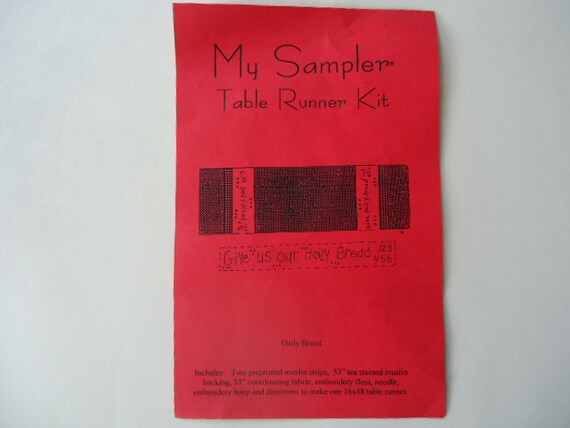 My Sampler®
Table Runner Kit
Give us our daily Bread 123
456
Daily Bread
Includes: Two preprinted muslin strips, 53" tea stained muslin
backing, 53" coordinating fabric, embroidery floss, needle,
embroidery hoop and directions to make one 16x48 table runner